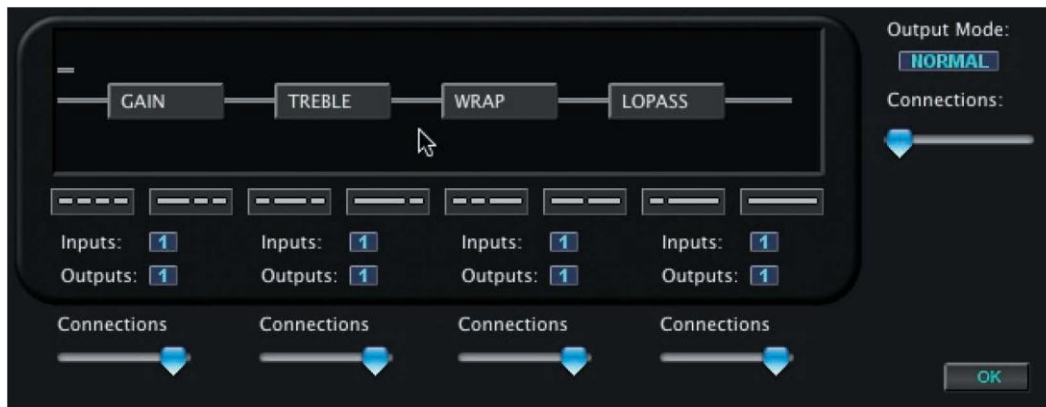 Output Mode:
NORMAL
Connections:
GAIN TREBLE WRAP LOPASS
Inputs: 1 Inputs: 1 Inputs: 1 Inputs: 1
Outputs: 1 Outputs: 1 Outputs: 1 Outputs: 1
Connections Connections Connections Connections
OK